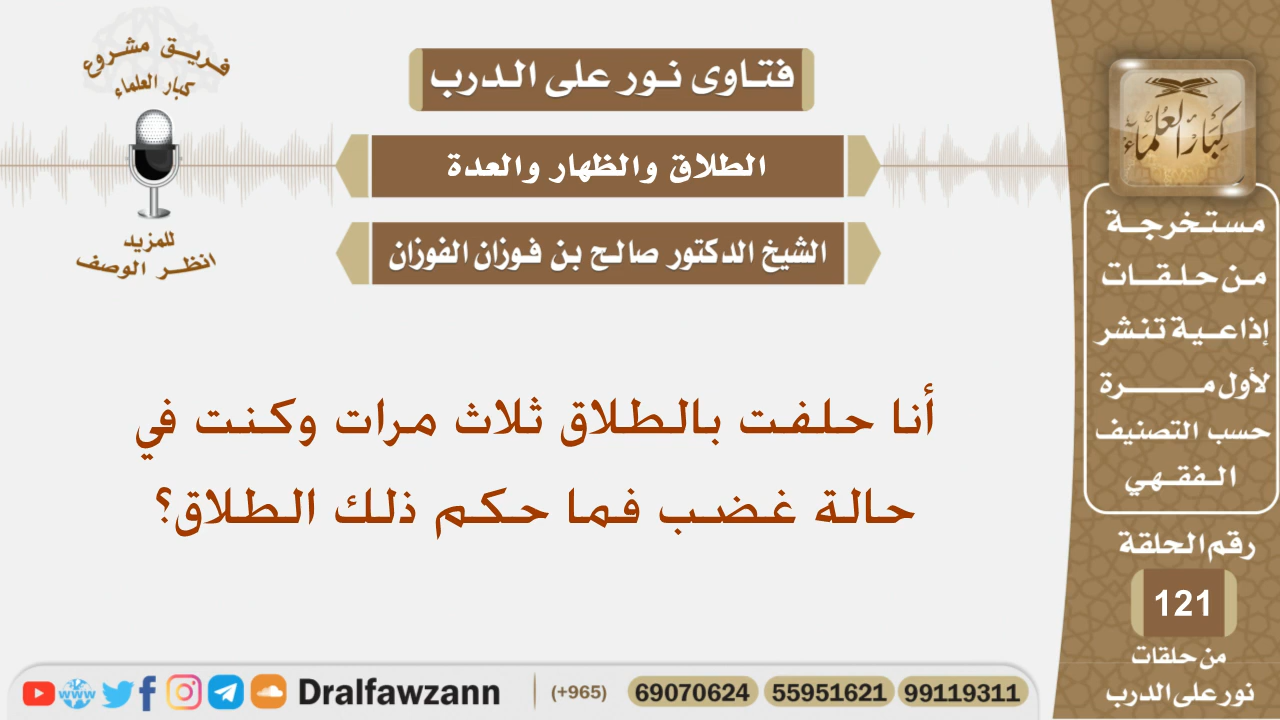 فريق مشروع
كبار العلماء
للمزيد
انظر الوصف
فتاوى نور على الدرب
الطلاق والظهار والعدة
الشيخ الدكتور صالح بن فوزان الفوزان
أنا حلفت بالطلاق ثلاث مرات وكنت في
حالة غضب فما حكم ذلك الطلاق؟
كبار العلماء
مستخرجة
من حلقات
إذاعية تنشر
لأول مرة
حسب التصنيف
الفقهي
رقم الحلقة
121
من حلقات
نور على الدرب
www
Dralfawzann
(+965)
69070624
55951621
99119311